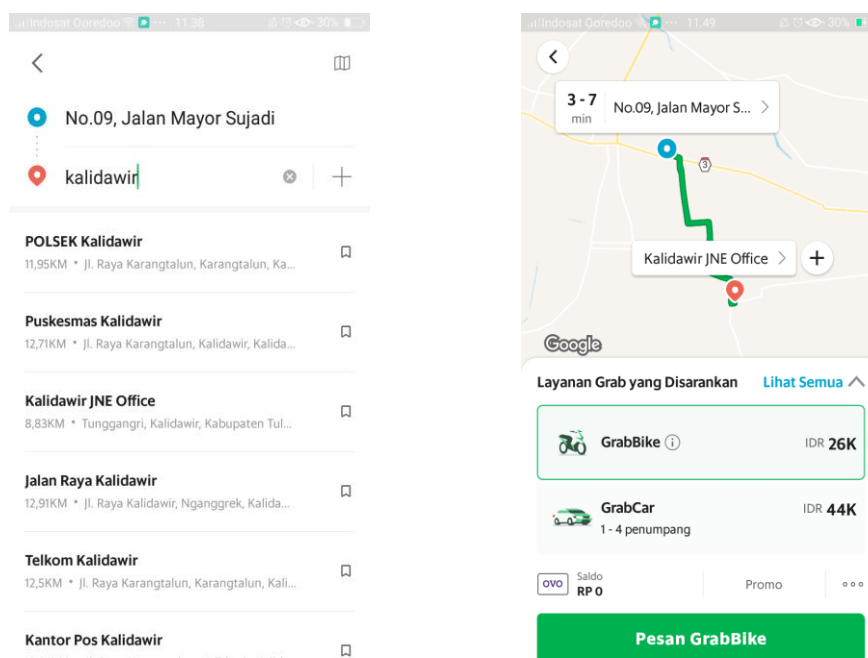 Indosat Ooredoo 11.38 30%
No.09, Jalan Mayor Sujadi
kalidawir
POLSEK Kalidawir
11,95KM • Jl. Raya Karangtalun, Karangtalun, Ka...
Puskesmas Kalidawir
12,71KM • Jl. Raya Karangtalun, Kalidawir, Kalida...
Kalidawir JNE Office
8,83KM • Tunggangri, Kalidawir, Kabupaten Tul...
Jalan Raya Kalidawir
12,91KM • Jl. Raya Kalidawir, Nganggrek, Kalida...
Telkom Kalidawir
12,5KM • Jl. Raya Karangtalun, Karangtalun, Kali...
Kantor Pos Kalidawir
Indosat Ooredoo 11.49 30%
3 - 7
min
No.09, Jalan Mayor S...
3
Kalidawir JNE Office
Google
Layanan Grab yang Disarankan Lihat Semua
GrabBike IDR 26K
GrabCar IDR 44K
1 - 4 penumpang
OVO
Saldo
RP 0
Promo
Pesan GrabBike